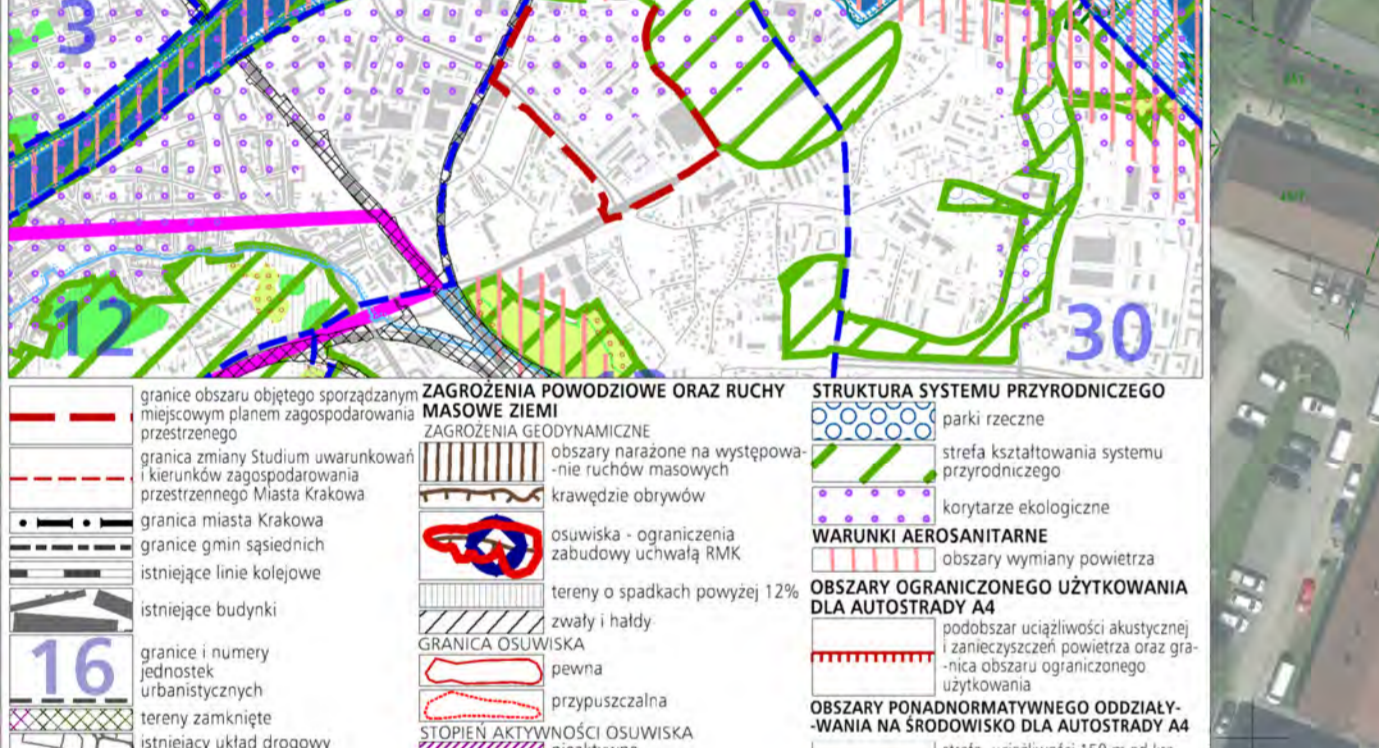 3
12
30
granice obszaru objętego sporządzanym
miejscowym planem zagospodarowania
przestrzenego
granica zmiany Studium uwarunkowań
i kierunków zagospodarowania
przestrzennego Miasta Krakowa
granica miasta Krakowa
granice gmin sąsiednich
istniejące linie kolejowe
istniejące budynki
16
granice i numery
jednostek
urbanistycznych
tereny zamknięte
istniejący układ drogowy
ZAGROŻENIA POWODZIOWE ORAZ RUCHY
MASOWE ZIEMI
ZAGROŻENIA GEODYNAMICZNE
obszary narażone na występowa-
-nie ruchów masowych
krawędzie obrywów
osuwiska - ograniczenia
zabudowy uchwałą RMK
tereny o spadkach powyżej 12%
zwały i hałdy
GRANICA OSUWISKA
pewna
przypuszczalna
STOPIEŃ AKTYWNOŚCI OSUWISKA
STRUKTURA SYSTEMU PRZYRODNICZEGO
parki rzeczne
strefa kształtowania systemu
przyrodniczego
korytarze ekologiczne
WARUNKI AEROSANITARNE
obszary wymiany powietrza
OBSZARY OGRANICZONEGO UŻYTKOWANIA
DLA AUTOSTRADY A4
podobszar uciążliwości akustycznej
i zanieczyszczeń powietrza oraz gra-
-nica obszaru ograniczonego
użytkowania
OBSZARY PONADNORMATYWNEGO ODDZIAŁY-
-WANIA NA ŚRODOWISKO DLA AUTOSTRADY A4